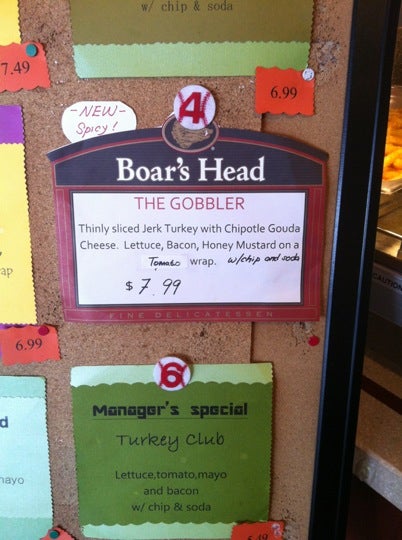 w/ chip & soda
7.49
6.99
4
-NEW-
Spicy!
Boar's Head
THE GOBBLER
Thinly sliced Jerk Turkey with Chipotle Gouda
Cheese. Lettuce, Bacon, Honey Mustard on a
Tomato wrap. w/chip and soda
$ 7.99
FINE DELICATESSEN
6.99
6
Manager's special
Turkey Club
Lettuce,tomato,mayo
and bacon
w/ chip & soda
CAUTION